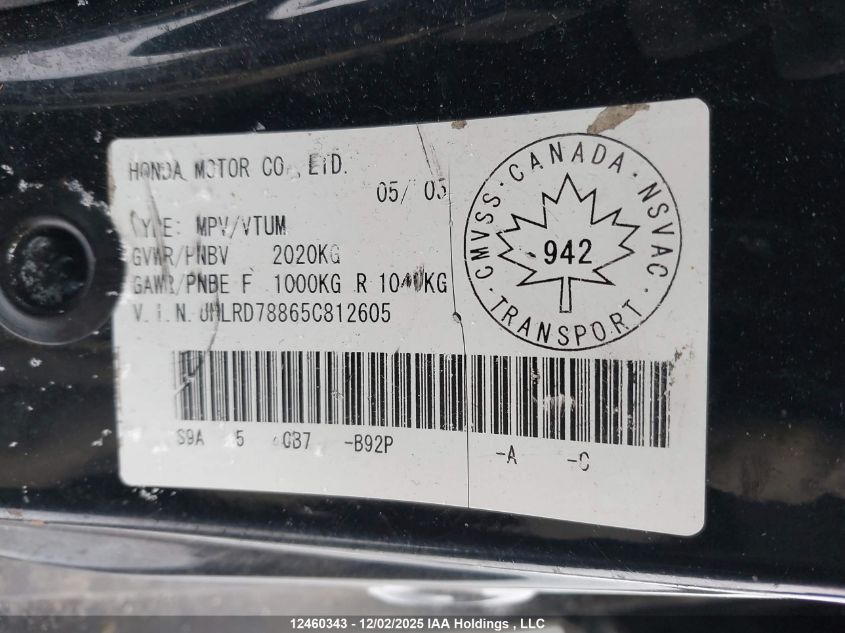 HONDA MOTOR CO., LTD.
05/05
TYPE: MPV/VTUM
GVWR/PNBV 2020KG
GAWR/PNBE F 1000KG R KG
V.I.N. JHLRD78865C812605
CANADA · NSVAC · TRANSPORT · CMVSS ·
942
S9A 5 CB7 -B92P -A -C
12460343 - 12/02/2025 IAA Holdings , LLC